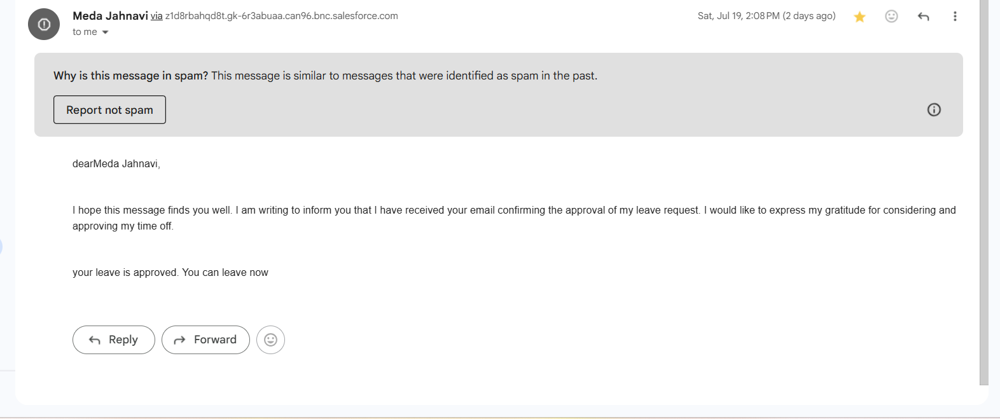 Meda Jahnavi via z1d8rbahqd8t.gk-6r3abuaa.can96.bnc.salesforce.com
Sat, Jul 19, 2:08 PM (2 days ago)
to me
Why is this message in spam? This message is similar to messages that were identified as spam in the past.
Report not spam
dearMeda Jahnavi,
I hope this message finds you well. I am writing to inform you that I have received your email confirming the approval of my leave request. I would like to express my gratitude for considering and
approving my time off.
your leave is approved. You can leave now
Reply
Forward